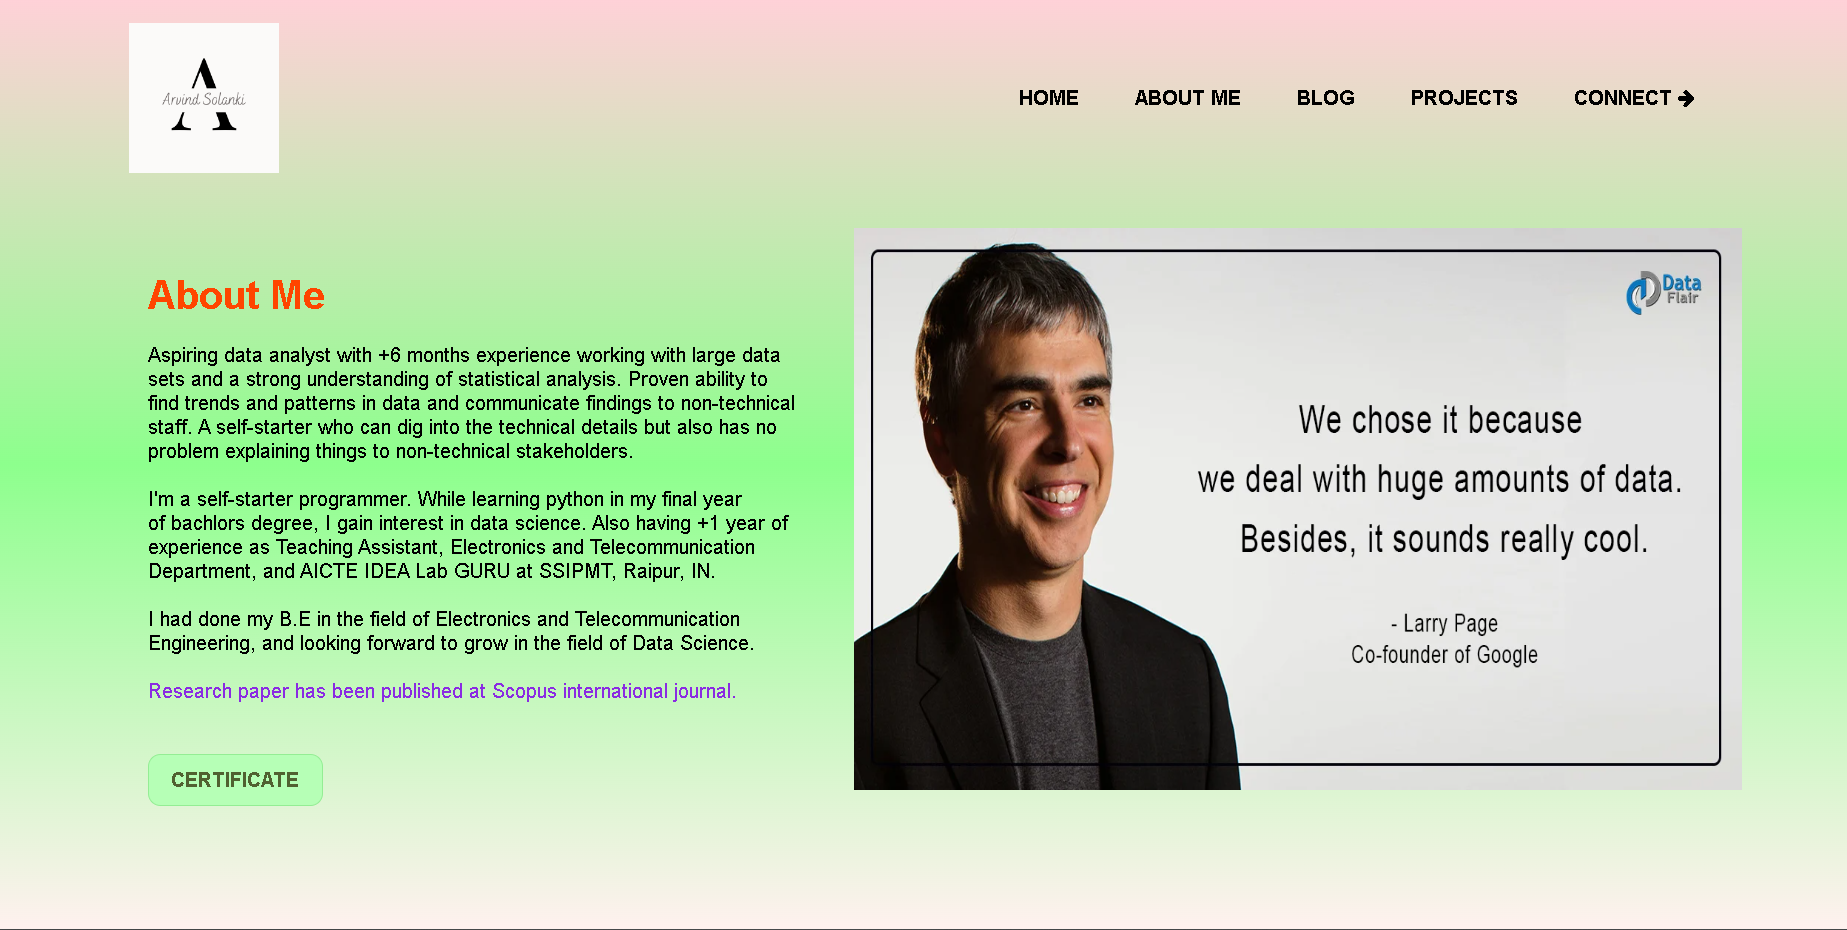 Arvind Solanki
HOME
ABOUT ME
BLOG
PROJECTS
CONNECT
About Me
Aspiring data analyst with +6 months experience working with large data
sets and a strong understanding of statistical analysis. Proven ability to
find trends and patterns in data and communicate findings to non-technical
staff. A self-starter who can dig into the technical details but also has no
problem explaining things to non-technical stakeholders.
I'm a self-starter programmer. While learning python in my final year
of bachlors degree, I gain interest in data science. Also having +1 year of
experience as Teaching Assistant, Electronics and Telecommunication
Department, and AICTE IDEA Lab GURU at SSIPMT, Raipur, IN.
I had done my B.E in the field of Electronics and Telecommunication
Engineering, and looking forward to grow in the field of Data Science.
Research paper has been published at Scopus international journal.
CERTIFICATE
Data
Flair
We chose it because
we deal with huge amounts of data.
Besides, it sounds really cool.
- Larry Page
Co-founder of Google